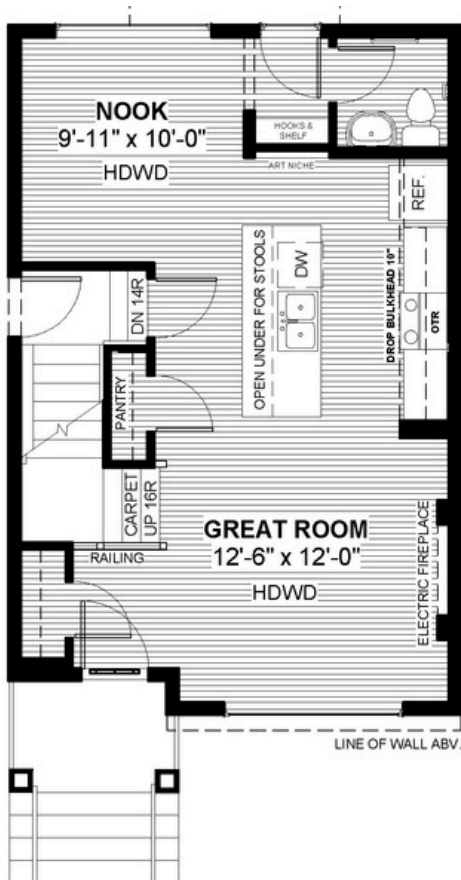 NOOK
9'-11" x 10'-0"
HDWD
HOOKS &
SHELF
ART NICHE
REF.
DN 14R
OPEN UNDER FOR STOOLS
DW
DROP BULKHEAD 10"
OTR
PANTRY
CARPET
UP 16R
RAILING
GREAT ROOM
12'-6" x 12'-0"
HDWD
ELECTRIC FIREPLACE
LINE OF WALL ABV.